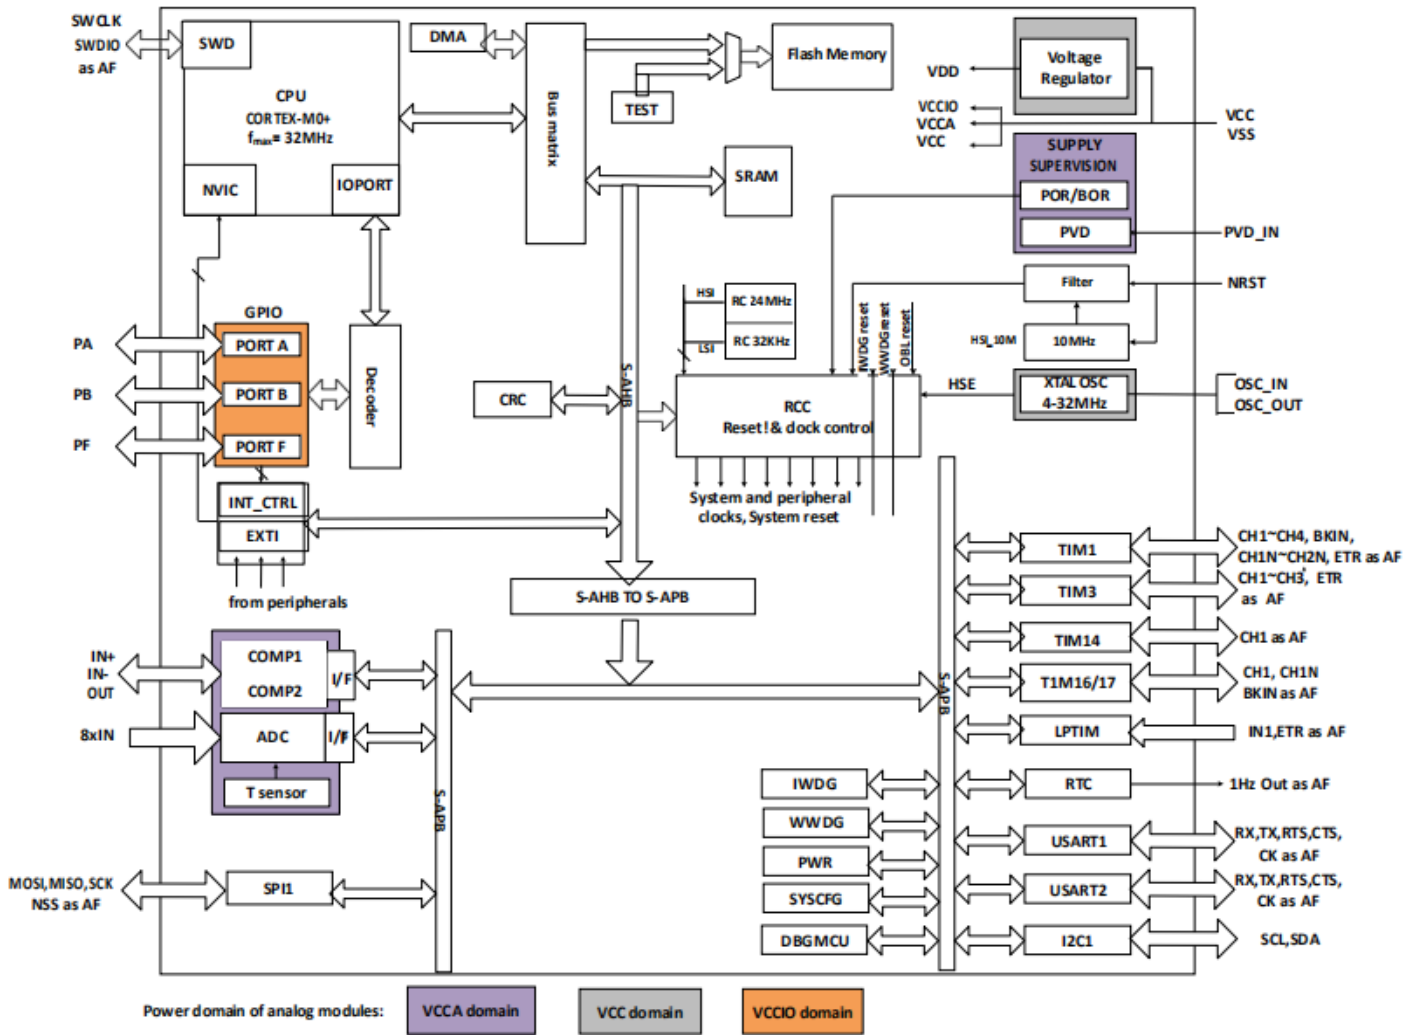 SWCLK
SWDIO
as AF
SWD
CPU
CORTEX-M0+
fmax= 32MHz
NVIC
IOPORT
DMA
Bus matrix
TEST
Flash Memory
SRAM
Voltage
Regulator
VDD
VCCIO
VCCA
VCC
VCC
VSS
SUPPLY
SUPERVISION
POR/BOR
PVD
PVD_IN
Filter
NRST
HSI_10M
10MHz
HSI
RC 24MHz
LSI
RC 32KHz
IWDG reset
WWDG reset
OBL reset
GPIO
PA
PORT A
PB
PORT B
PF
PORT F
Decoder
CRC
S-AHB
RCC
Reset! & dock control
HSE
XTAL OSC
4-32MHz
OSC_IN
OSC_OUT
System and peripheral
clocks, System reset
INT_CTRL
EXTI
from peripherals
S-AHB TO S-APB
IN+
IN-
OUT
COMP1
COMP2
I/F
8xIN
ADC
I/F
T sensor
S-APB
MOSI,MISO,SCK
NSS as AF
SPI1
S-APB
TIM1
CH1~CH4, BKIN,
CH1N~CH2N, ETR as AF
TIM3
CH1~CH3, ETR
as AF
TIM14
CH1 as AF
T1M16/17
CH1, CH1N
BKIN as AF
LPTIM
IN1,ETR as AF
IWDG
RTC
1Hz Out as AF
WWDG
USART1
RX,TX,RTS,CTS,
CK as AF
PWR
SYSCFG
USART2
RX,TX,RTS,CTS,
CK as AF
DBGMCU
I2C1
SCL,SDA
Power domain of analog modules:
VCCA domain
VCC domain
VCCIO domain